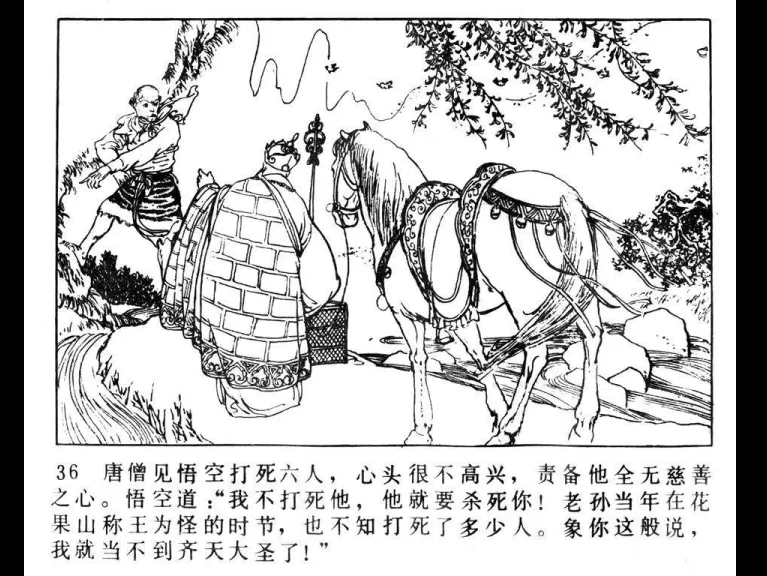 36 唐僧见悟空打死六人，心头很不高兴，责备他全无慈善
之心。悟空道：“我不打死他，他就要杀死你！老孙当年在花
果山称王为怪的时节，也不知打死了多少人。象你这般说，
我就当不到齐天大圣了！”